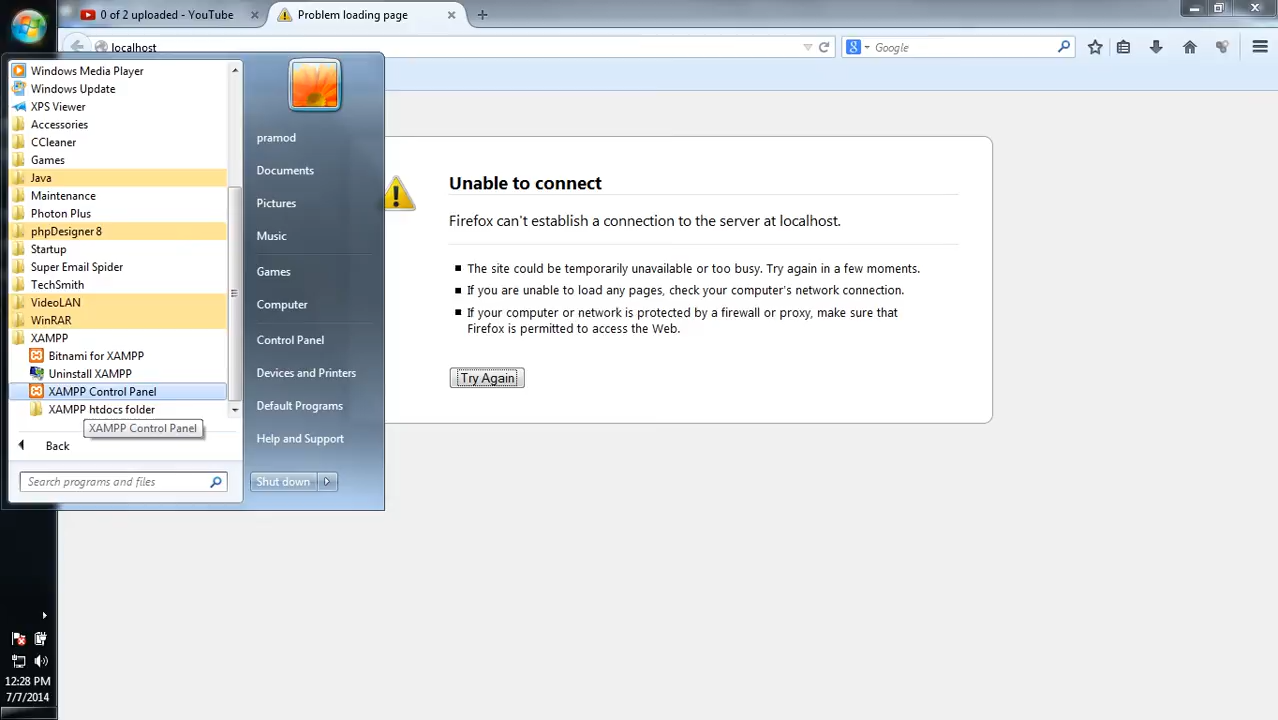 0 of 2 uploaded - YouTube
Problem loading page
localhost
Google
Windows Media Player
Windows Update
XPS Viewer
Accessories
CCleaner
Games
Java
Maintenance
Photon Plus
phpDesigner 8
Startup
Super Email Spider
TechSmith
VideoLAN
WinRAR
XAMPP
Bitnami for XAMPP
Uninstall XAMPP
XAMPP Control Panel
XAMPP htdocs folder
XAMPP Control Panel
Back
Search programs and files
pramod
Documents
Pictures
Music
Games
Computer
Control Panel
Devices and Printers
Default Programs
Help and Support
Shut down
Unable to connect
Firefox can't establish a connection to the server at localhost.
The site could be temporarily unavailable or too busy. Try again in a few moments.
If you are unable to load any pages, check your computer's network connection.
If your computer or network is protected by a firewall or proxy, make sure that
Firefox is permitted to access the Web.
Try Again
12:28 PM
7/7/2014